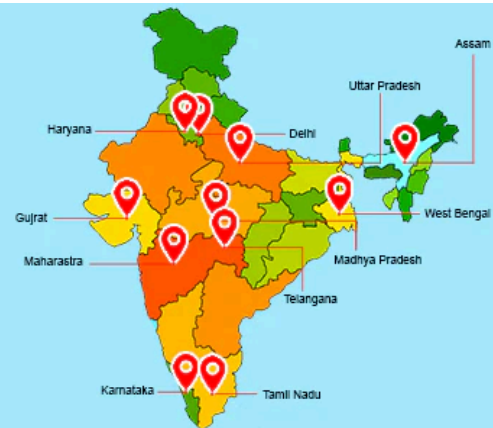 Assam
Uttar Pradesh
Haryana
Delhi
Gujrat
West Bengal
Maharastra
Madhya Pradesh
Telangana
Karnataka
Tamil Nadu